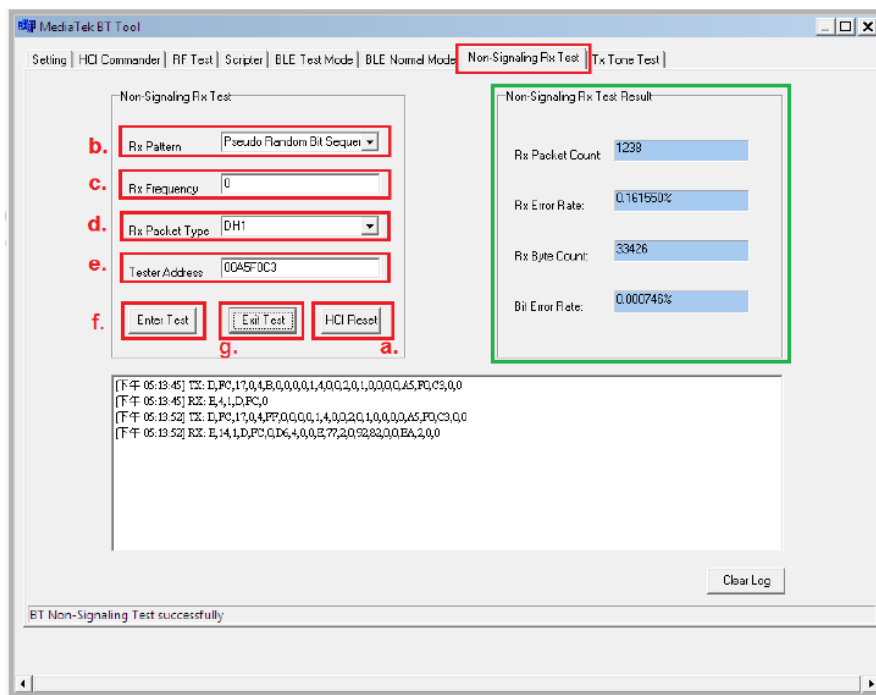 MediaTek BT Tool
Setting HCI Commander RF Test Scripter BLE Test Mode BLE Normal Mode Non-Signaling Rx Test Tx Tone Test
Non-Signaling Rx Test
b. Rx Pattern Pseudo Random Bit Sequer
c. Rx Frequency 0
d. Rx Packet Type DH1
e. Tester Address 00A5F0C3
f. Enter Test Exit Test HCI Reset
g. a.
Non-Signaling Rx Test Result
Rx Packet Count 1238
Rx Error Rate: 0.161550%
Rx Byte Count: 33426
Bit Error Rate: 0.000746%
[下午 05:13:45] TX: D,FC,17,0,4,B,0,0,0,0,1,4,0,0,2,0,1,0,0,0,0,A5,F0,C3,0,0
[下午 05:13:45] RX: E,4,1,D,FC,0
[下午 05:13:52] TX: D,FC,17,0,4,FF,0,0,0,0,1,4,0,0,2,0,1,0,0,0,0,A5,F0,C3,0,0
[下午 05:13:52] RX: E,14,1,D,FC,0,D6,4,0,0,E,77,2,0,92,82,0,0,EA,2,0,0
Clear Log
BT Non-Signaling Test successfully